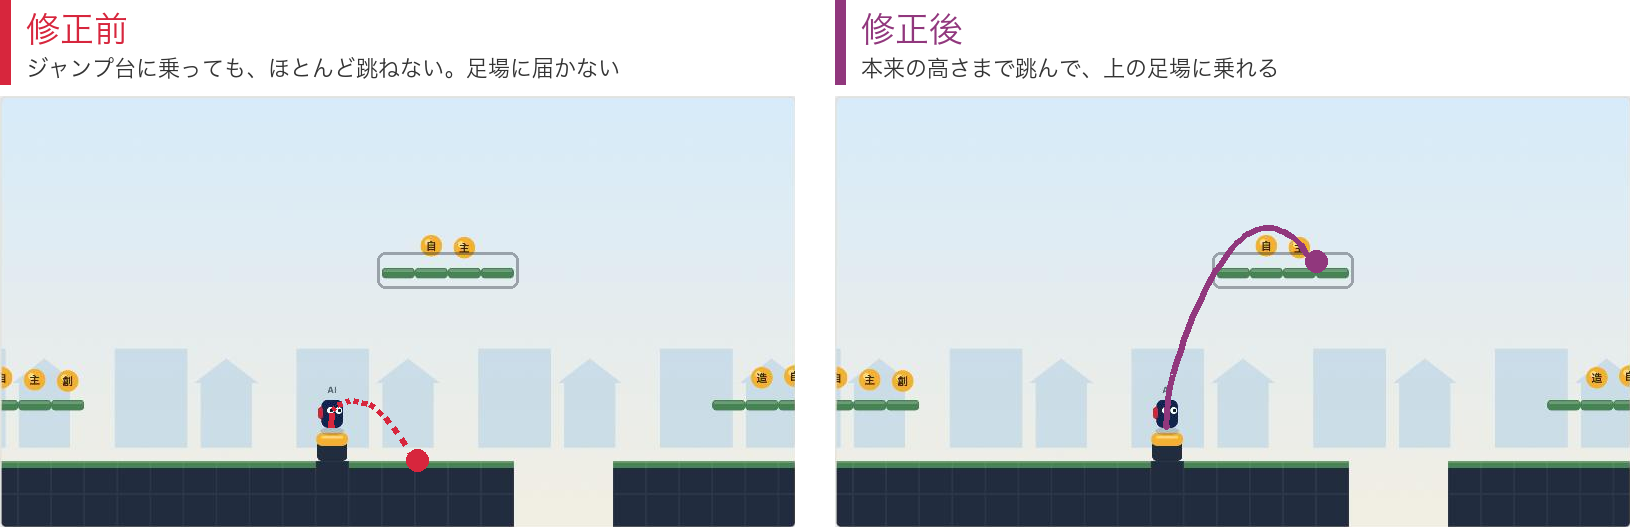 修正前
ジャンプ台に乗っても、ほとんど跳ねない。足場に届かない
自 主
主 創
造
AI
修正後
本来の高さまで跳んで、上の足場に乗れる
自 主
主 創
造